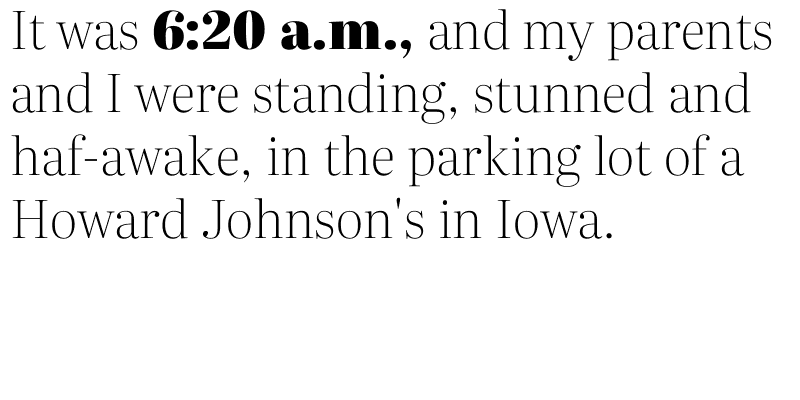 It was 6:20 a.m., and my parents
and I were standing, stunned and
haf-awake, in the parking lot of a
Howard Johnson's in Iowa.